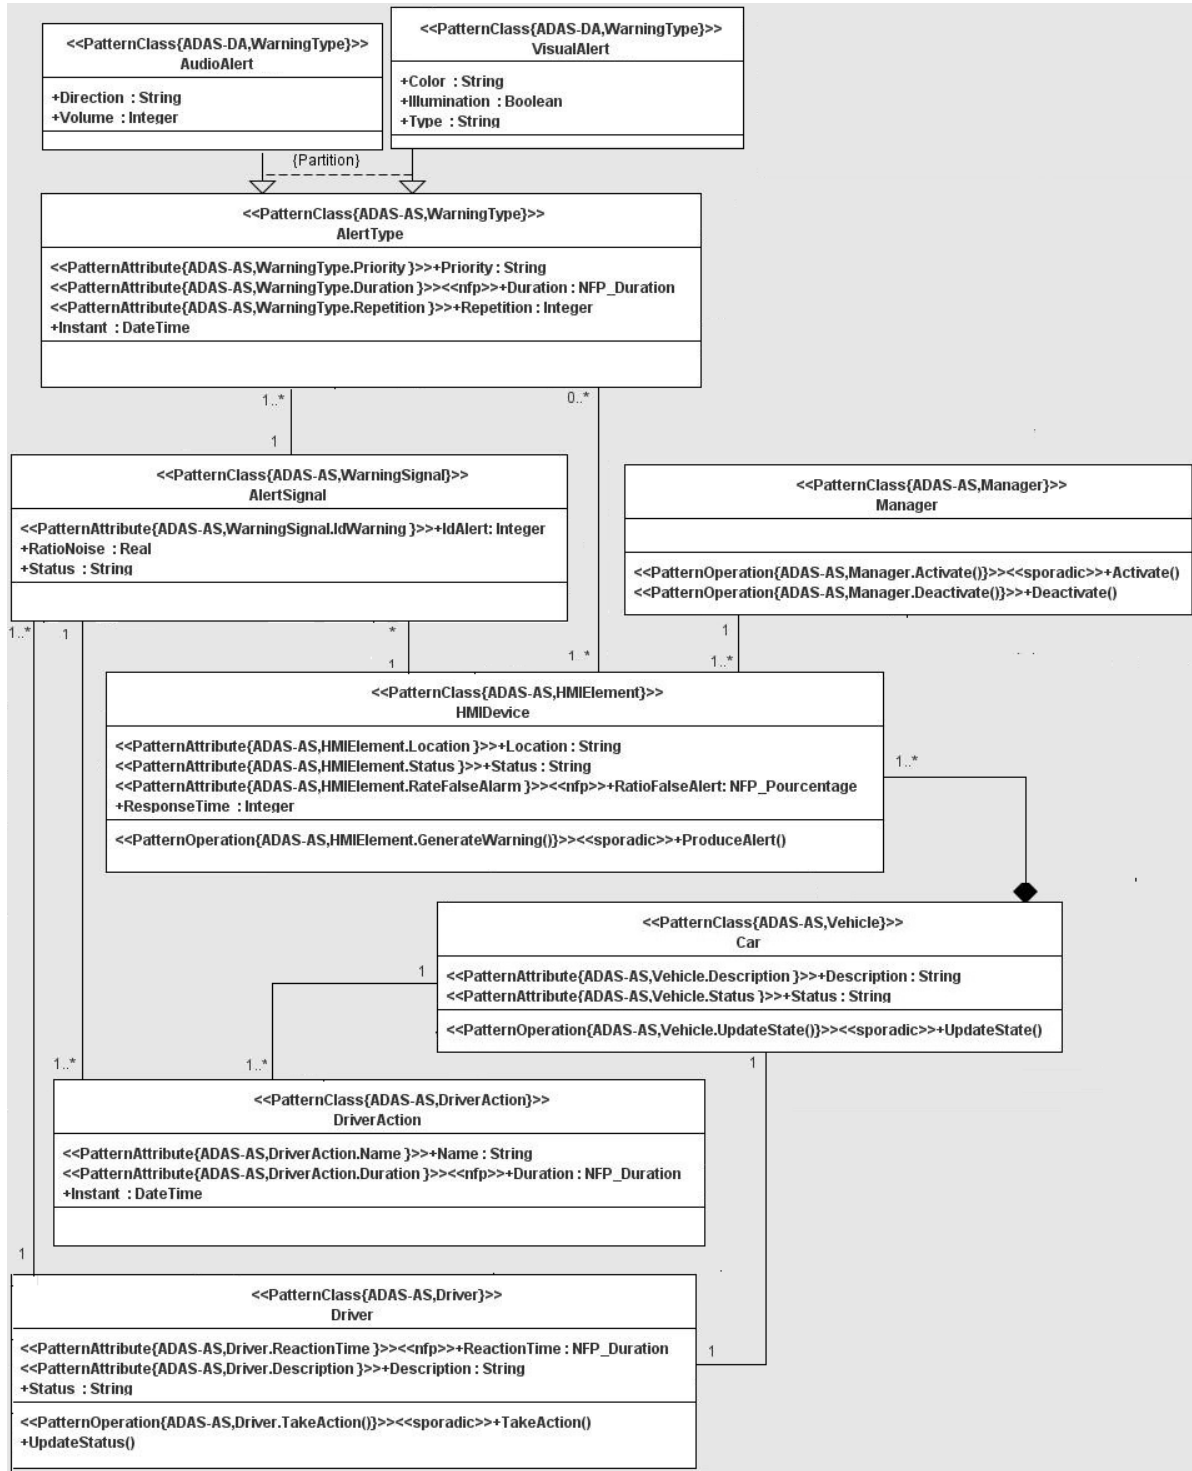 <<PatternClass{ADAS-DA,WarningType}>>
AudioAlert
+Direction : String
+Volume : Integer
<<PatternClass{ADAS-DA,WarningType}>>
VisualAlert
+Color : String
+Illumination : Boolean
+Type : String
{Partition}
<<PatternClass{ADAS-AS,WarningType}>>
AlertType
<<PatternAttribute{ADAS-AS,WarningType.Priority }>>+Priority : String
<<PatternAttribute{ADAS-AS,WarningType.Duration }>><<nfp>>+Duration : NFP_Duration
<<PatternAttribute{ADAS-AS,WarningType.Repetition }>>+Repetition : Integer
+Instant : DateTime
1..*
0..*
1
<<PatternClass{ADAS-AS,WarningSignal}>>
AlertSignal
<<PatternAttribute{ADAS-AS,WarningSignal.IdWarning }>>+IdAlert: Integer
+RatioNoise : Real
+Status : String
<<PatternClass{ADAS-AS,Manager}>>
Manager
<<PatternOperation{ADAS-AS,Manager.Activate()}>><<sporadic>>+Activate()
<<PatternOperation{ADAS-AS,Manager.Deactivate()}>>+Deactivate()
1..*
1
*
1
1
1..*
1..*
<<PatternClass{ADAS-AS,HMIElement}>>
HMIDevice
<<PatternAttribute{ADAS-AS,HMIElement.Location }>>+Location : String
<<PatternAttribute{ADAS-AS,HMIElement.Status }>>+Status : String
<<PatternAttribute{ADAS-AS,HMIElement.RateFalseAlarm }>><<nfp>>+RatioFalseAlert: NFP_Pourcentage
+ResponseTime : Integer
<<PatternOperation{ADAS-AS,HMIElement.GenerateWarning()}>><<sporadic>>+ProduceAlert()
1..*
<<PatternClass{ADAS-AS,Vehicle}>>
Car
<<PatternAttribute{ADAS-AS,Vehicle.Description }>>+Description : String
<<PatternAttribute{ADAS-AS,Vehicle.Status }>>+Status : String
<<PatternOperation{ADAS-AS,Vehicle.UpdateState()}>><<sporadic>>+UpdateState()
1
1..*
1..*
1
<<PatternClass{ADAS-AS,DriverAction}>>
DriverAction
<<PatternAttribute{ADAS-AS,DriverAction.Name }>>+Name : String
<<PatternAttribute{ADAS-AS,DriverAction.Duration }>><<nfp>>+Duration : NFP_Duration
+Instant : DateTime
1
<<PatternClass{ADAS-AS,Driver}>>
Driver
<<PatternAttribute{ADAS-AS,Driver.ReactionTime }>><<nfp>>+ReactionTime : NFP_Duration
<<PatternAttribute{ADAS-AS,Driver.Description }>>+Description : String
+Status : String
<<PatternOperation{ADAS-AS,Driver.TakeAction()}>><<sporadic>>+TakeAction()
+UpdateStatus()
1